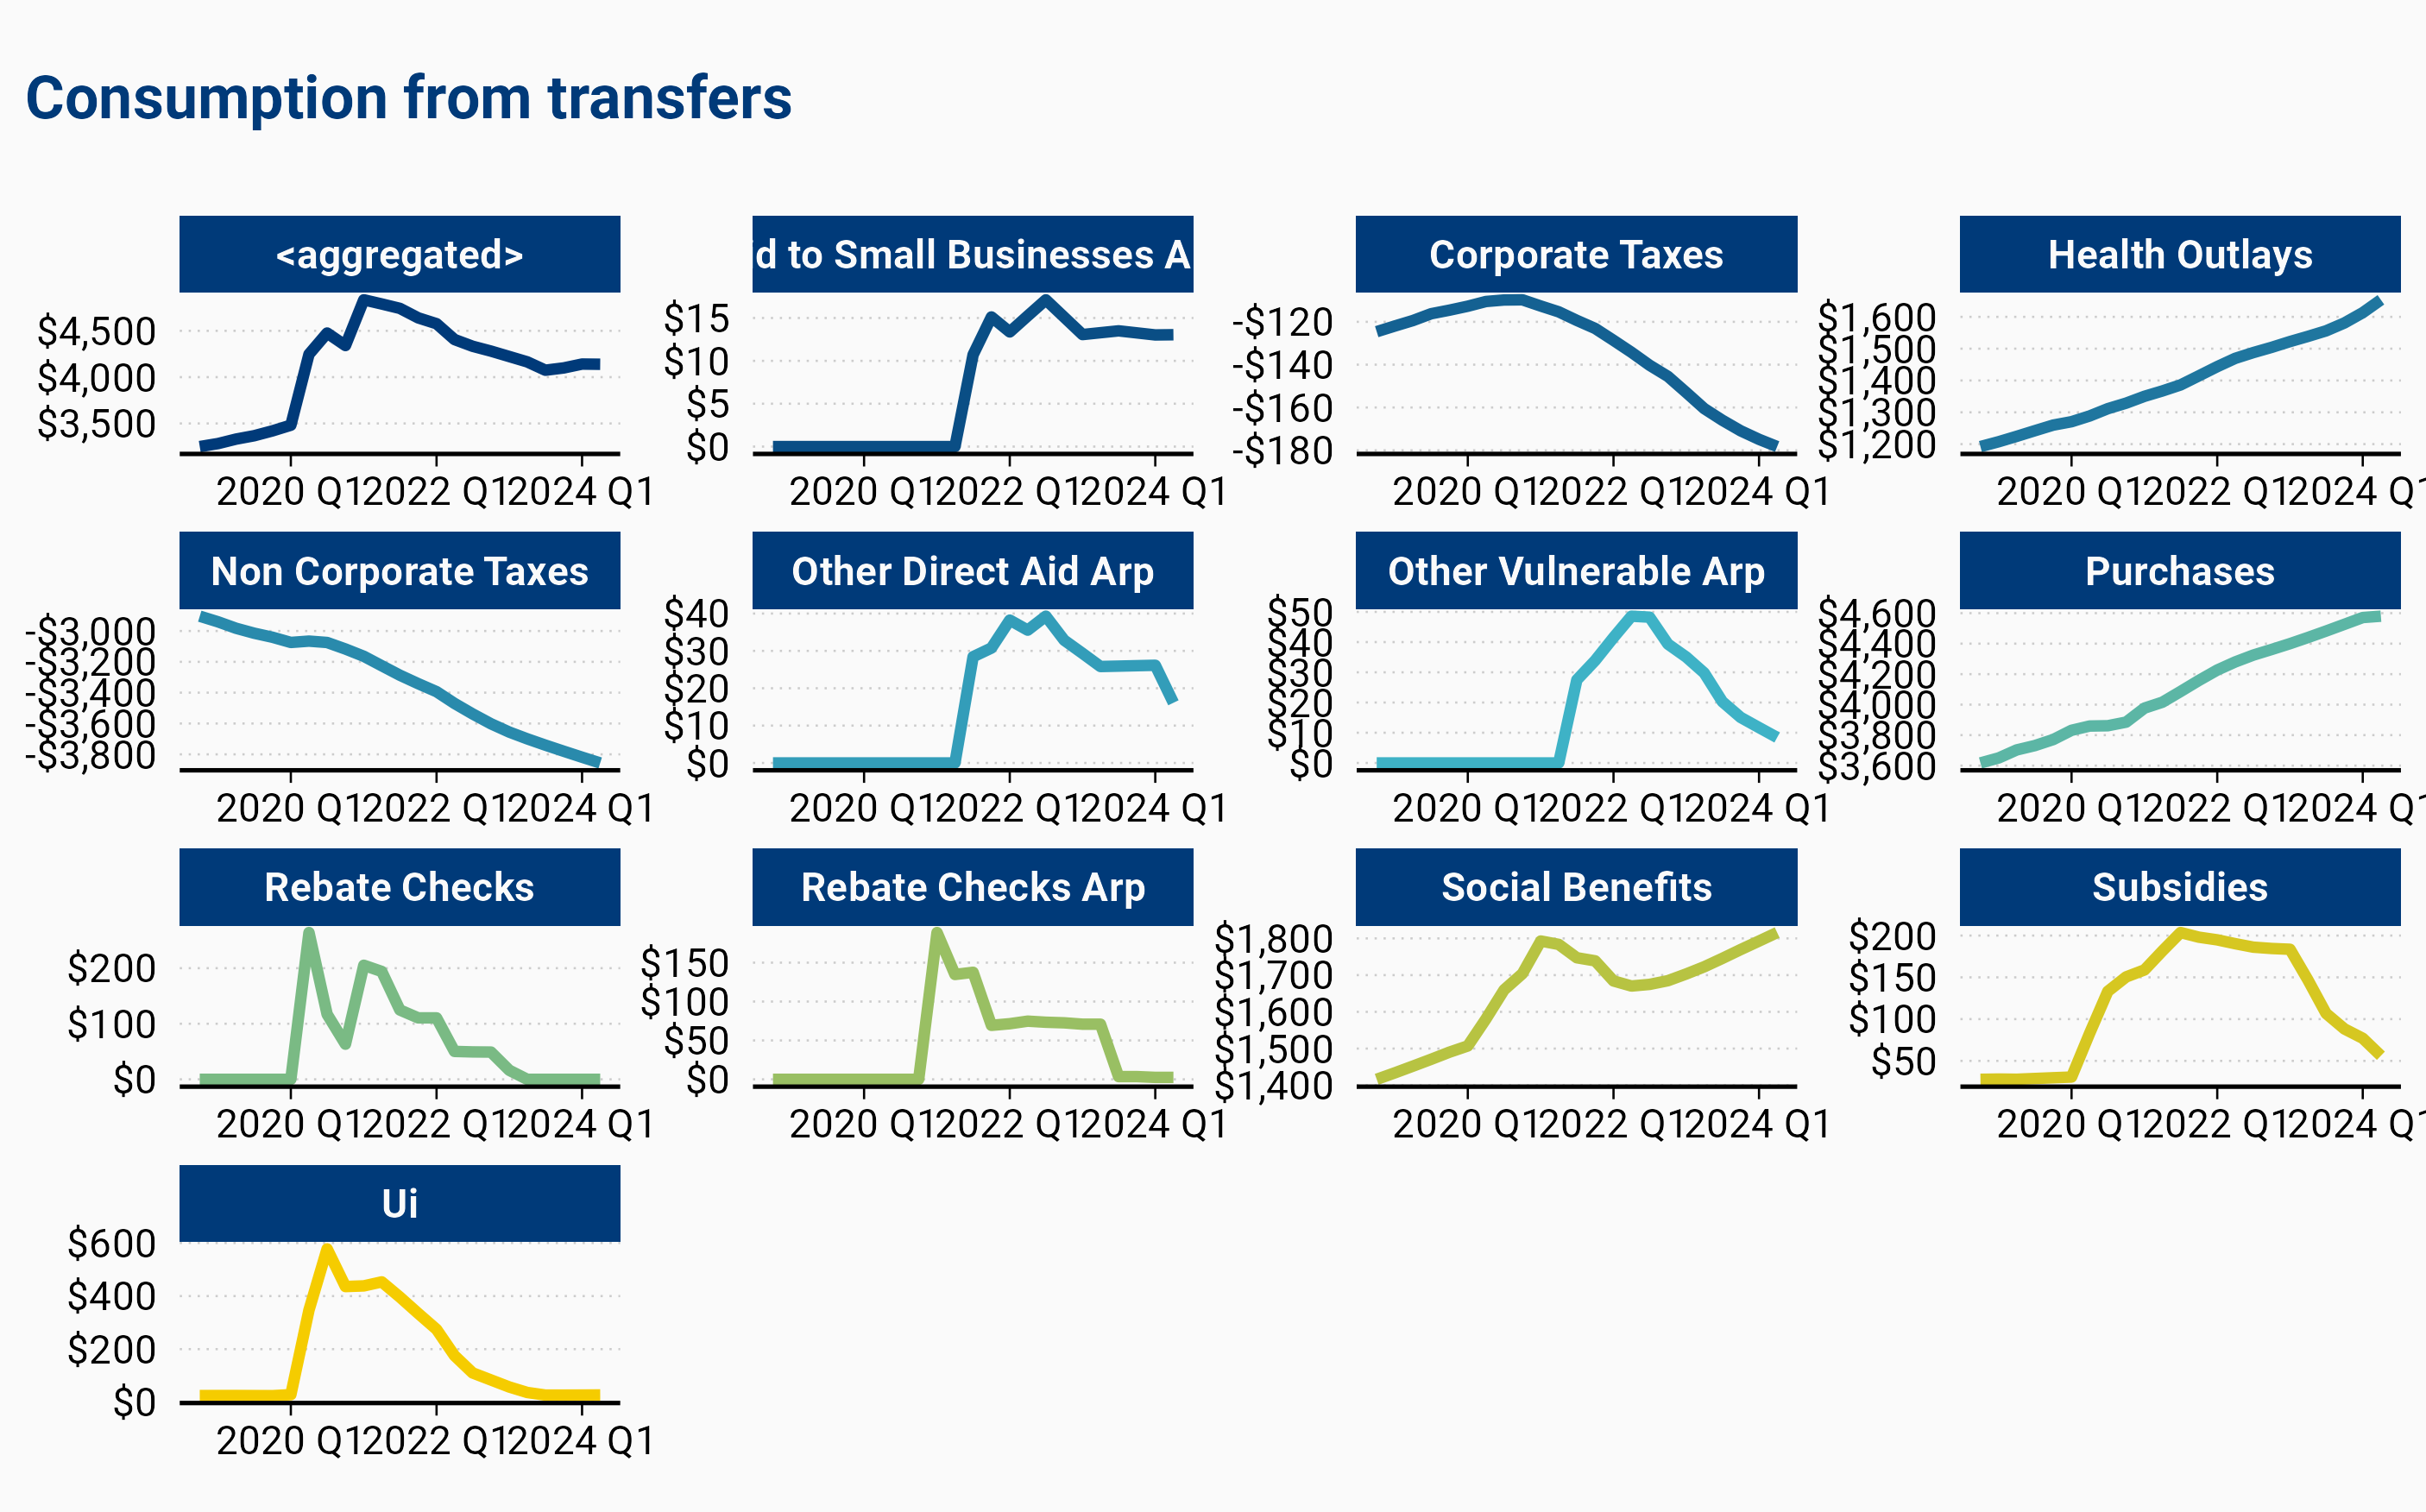 Consumption from transfers
<aggregated>
$4,500
$4,000
$3,500
2020 Q1 2022 Q1 2024 Q1
d to Small Businesses A
$15
$10
$5
$0
2020 Q1 2022 Q1 2024 Q1
Corporate Taxes
-$120
-$140
-$160
-$180
2020 Q1 2022 Q1 2024 Q1
Health Outlays
$1,600
$1,500
$1,400
$1,300
$1,200
2020 Q1 2022 Q1 2024 Q1
Non Corporate Taxes
-$3,000
-$3,200
-$3,400
-$3,600
-$3,800
2020 Q1 2022 Q1 2024 Q1
Other Direct Aid Arp
$40
$30
$20
$10
$0
2020 Q1 2022 Q1 2024 Q1
Other Vulnerable Arp
$50
$40
$30
$20
$10
$0
2020 Q1 2022 Q1 2024 Q1
Purchases
$4,600
$4,400
$4,200
$4,000
$3,800
$3,600
2020 Q1 2022 Q1 2024 Q1
Rebate Checks
$200
$100
$0
2020 Q1 2022 Q1 2024 Q1
Rebate Checks Arp
$150
$100
$50
$0
2020 Q1 2022 Q1 2024 Q1
Social Benefits
$1,800
$1,700
$1,600
$1,500
$1,400
2020 Q1 2022 Q1 2024 Q1
Subsidies
$200
$150
$100
$50
2020 Q1 2022 Q1 2024 Q1
Ui
$600
$400
$200
$0
2020 Q1 2022 Q1 2024 Q1